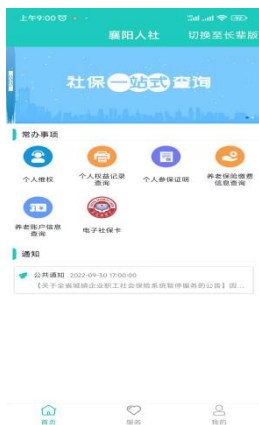 上午9:00
5G
襄阳人社
切换至长辈版
社保一站式查询
常办事项
个人维权
个人权益记录
查询
个人参保证明
养老保险缴费
信息查询
养老账户信息
查询
电子社保卡
通知
公共通知 2022-09-30 17:00:00
【关于全省城镇企业职工社会保险系统暂停服务的公告】因...
首页
服务
我的